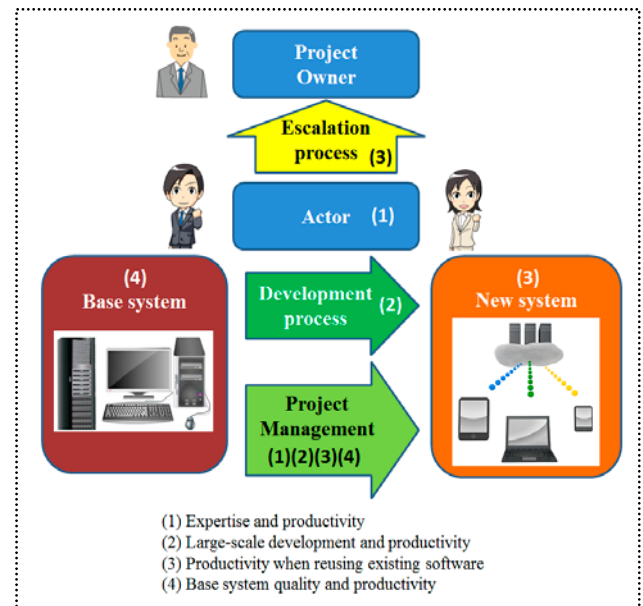 Project
Owner
Escalation
process (3)
Actor (1)
(4)
Base system
Development
process (2)
(3)
New system
Project
Management
(1)(2)(3)(4)
(1) Expertise and productivity
(2) Large-scale development and productivity
(3) Productivity when reusing existing software
(4) Base system quality and productivity